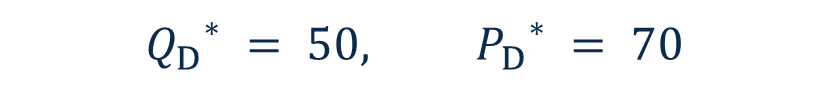 Q_D* = 50, P_D* = 70